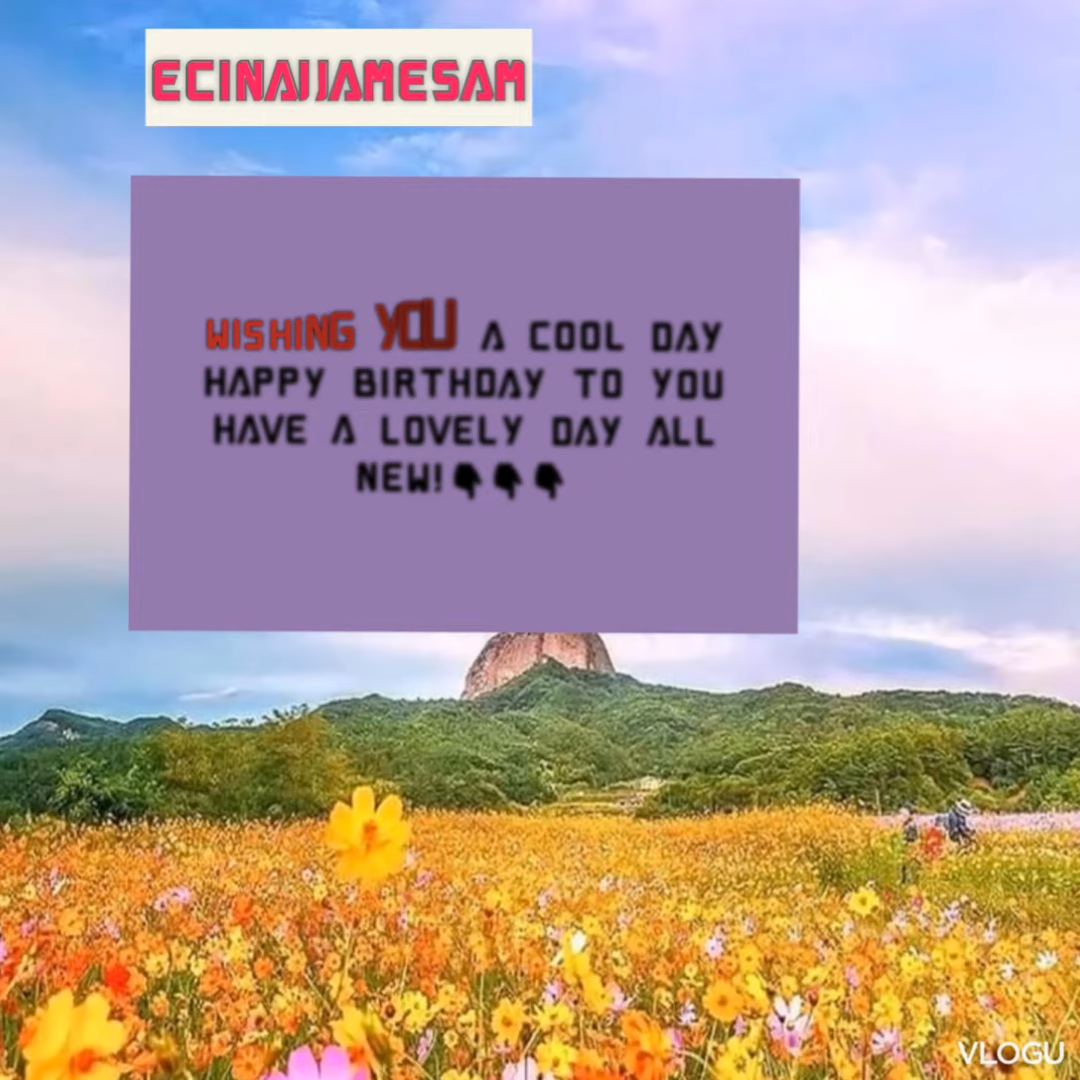 ECINAIJAMESAM
WISHING YOU A COOL DAY
HAPPY BIRTHDAY TO YOU
HAVE A LOVELY DAY ALL
NEW!👇👇👇
VLOGU